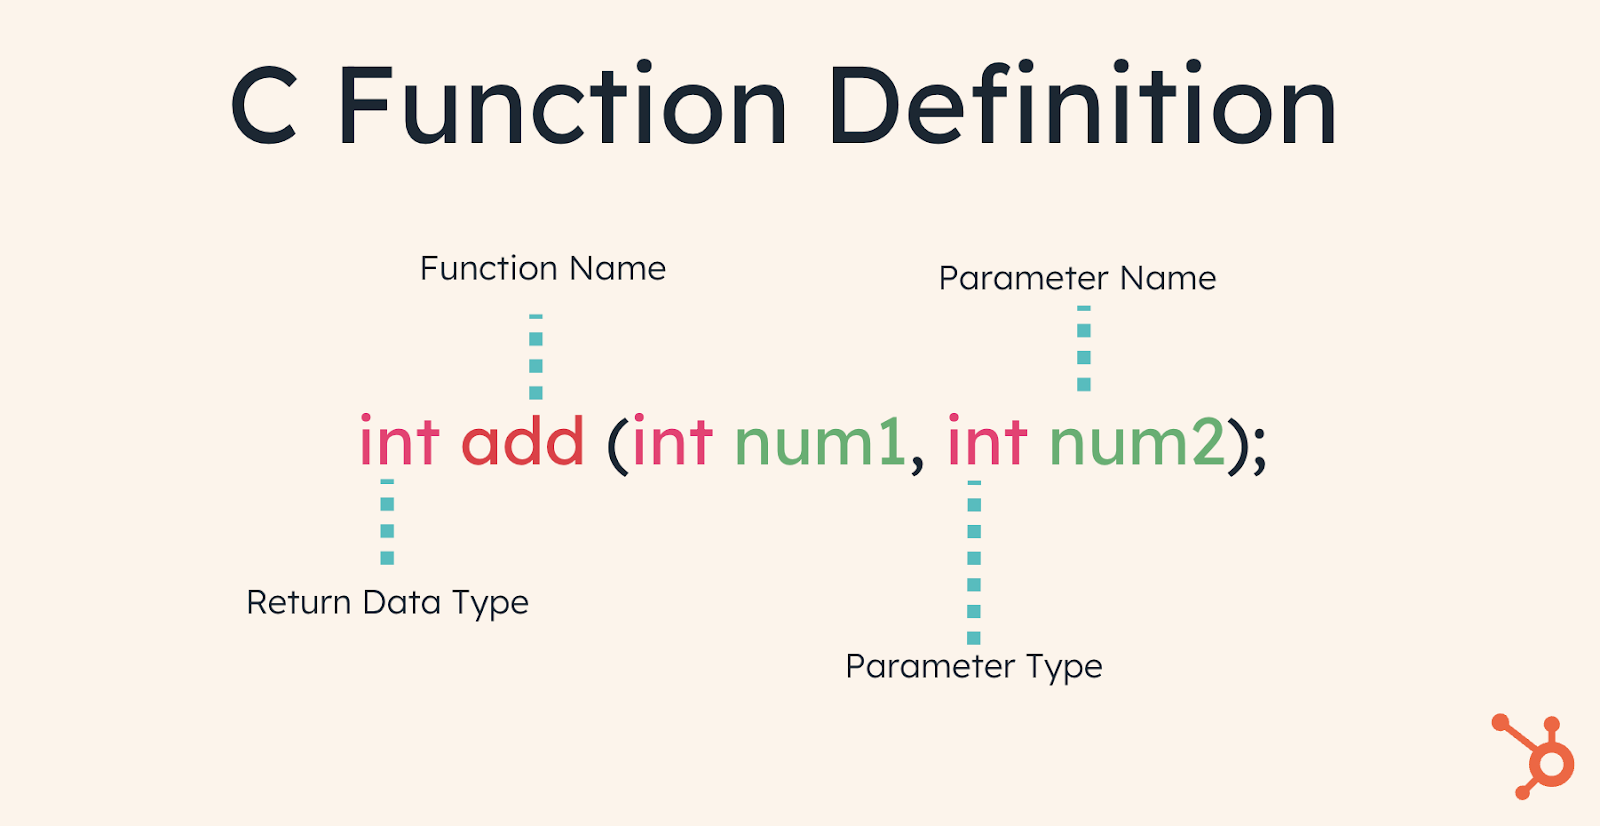 C Function Definition
Function Name
Parameter Name
int add (int num1, int num2);
Return Data Type
Parameter Type